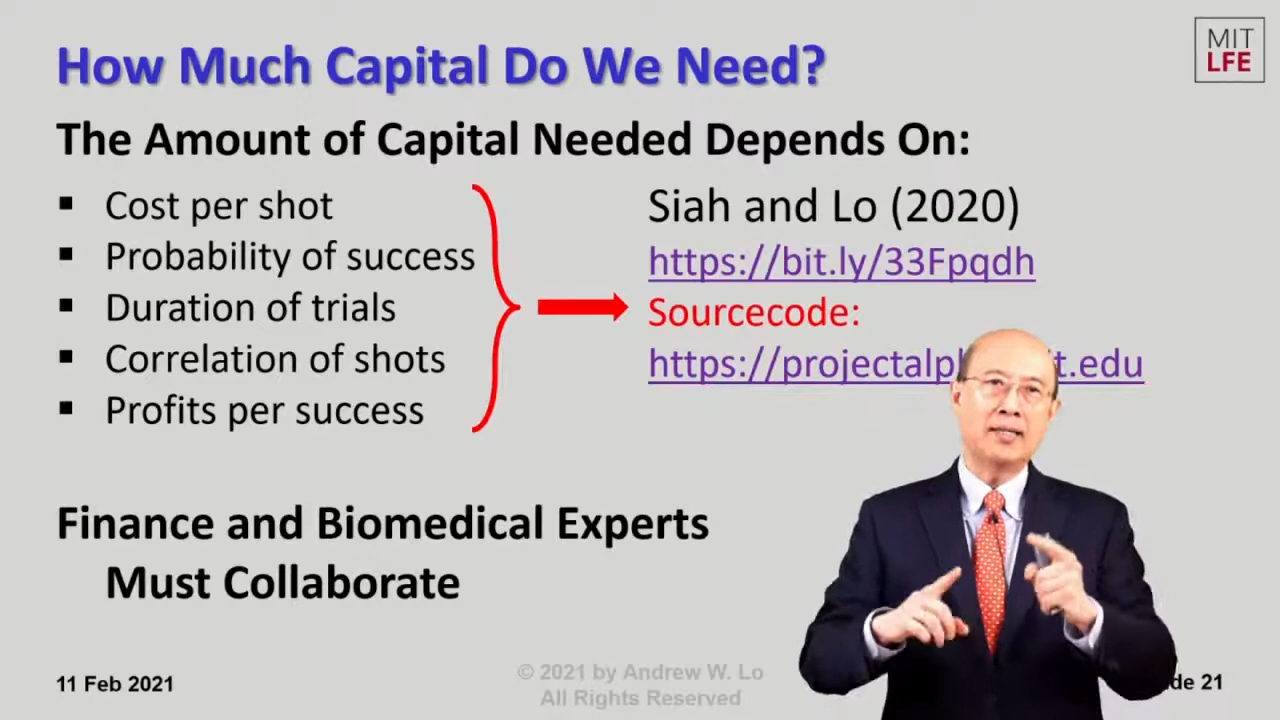 How Much Capital Do We Need?
MIT
LFE
The Amount of Capital Needed Depends On:
▪ Cost per shot
▪ Probability of success
▪ Duration of trials
▪ Correlation of shots
▪ Profits per success
Siah and Lo (2020)
https://bit.ly/33Fpqdh
Sourcecode:
Finance and Biomedical Experts
Must Collaborate
11 Feb 2021
© 2021 by Andrew W. Lo
All Rights Reserved
21